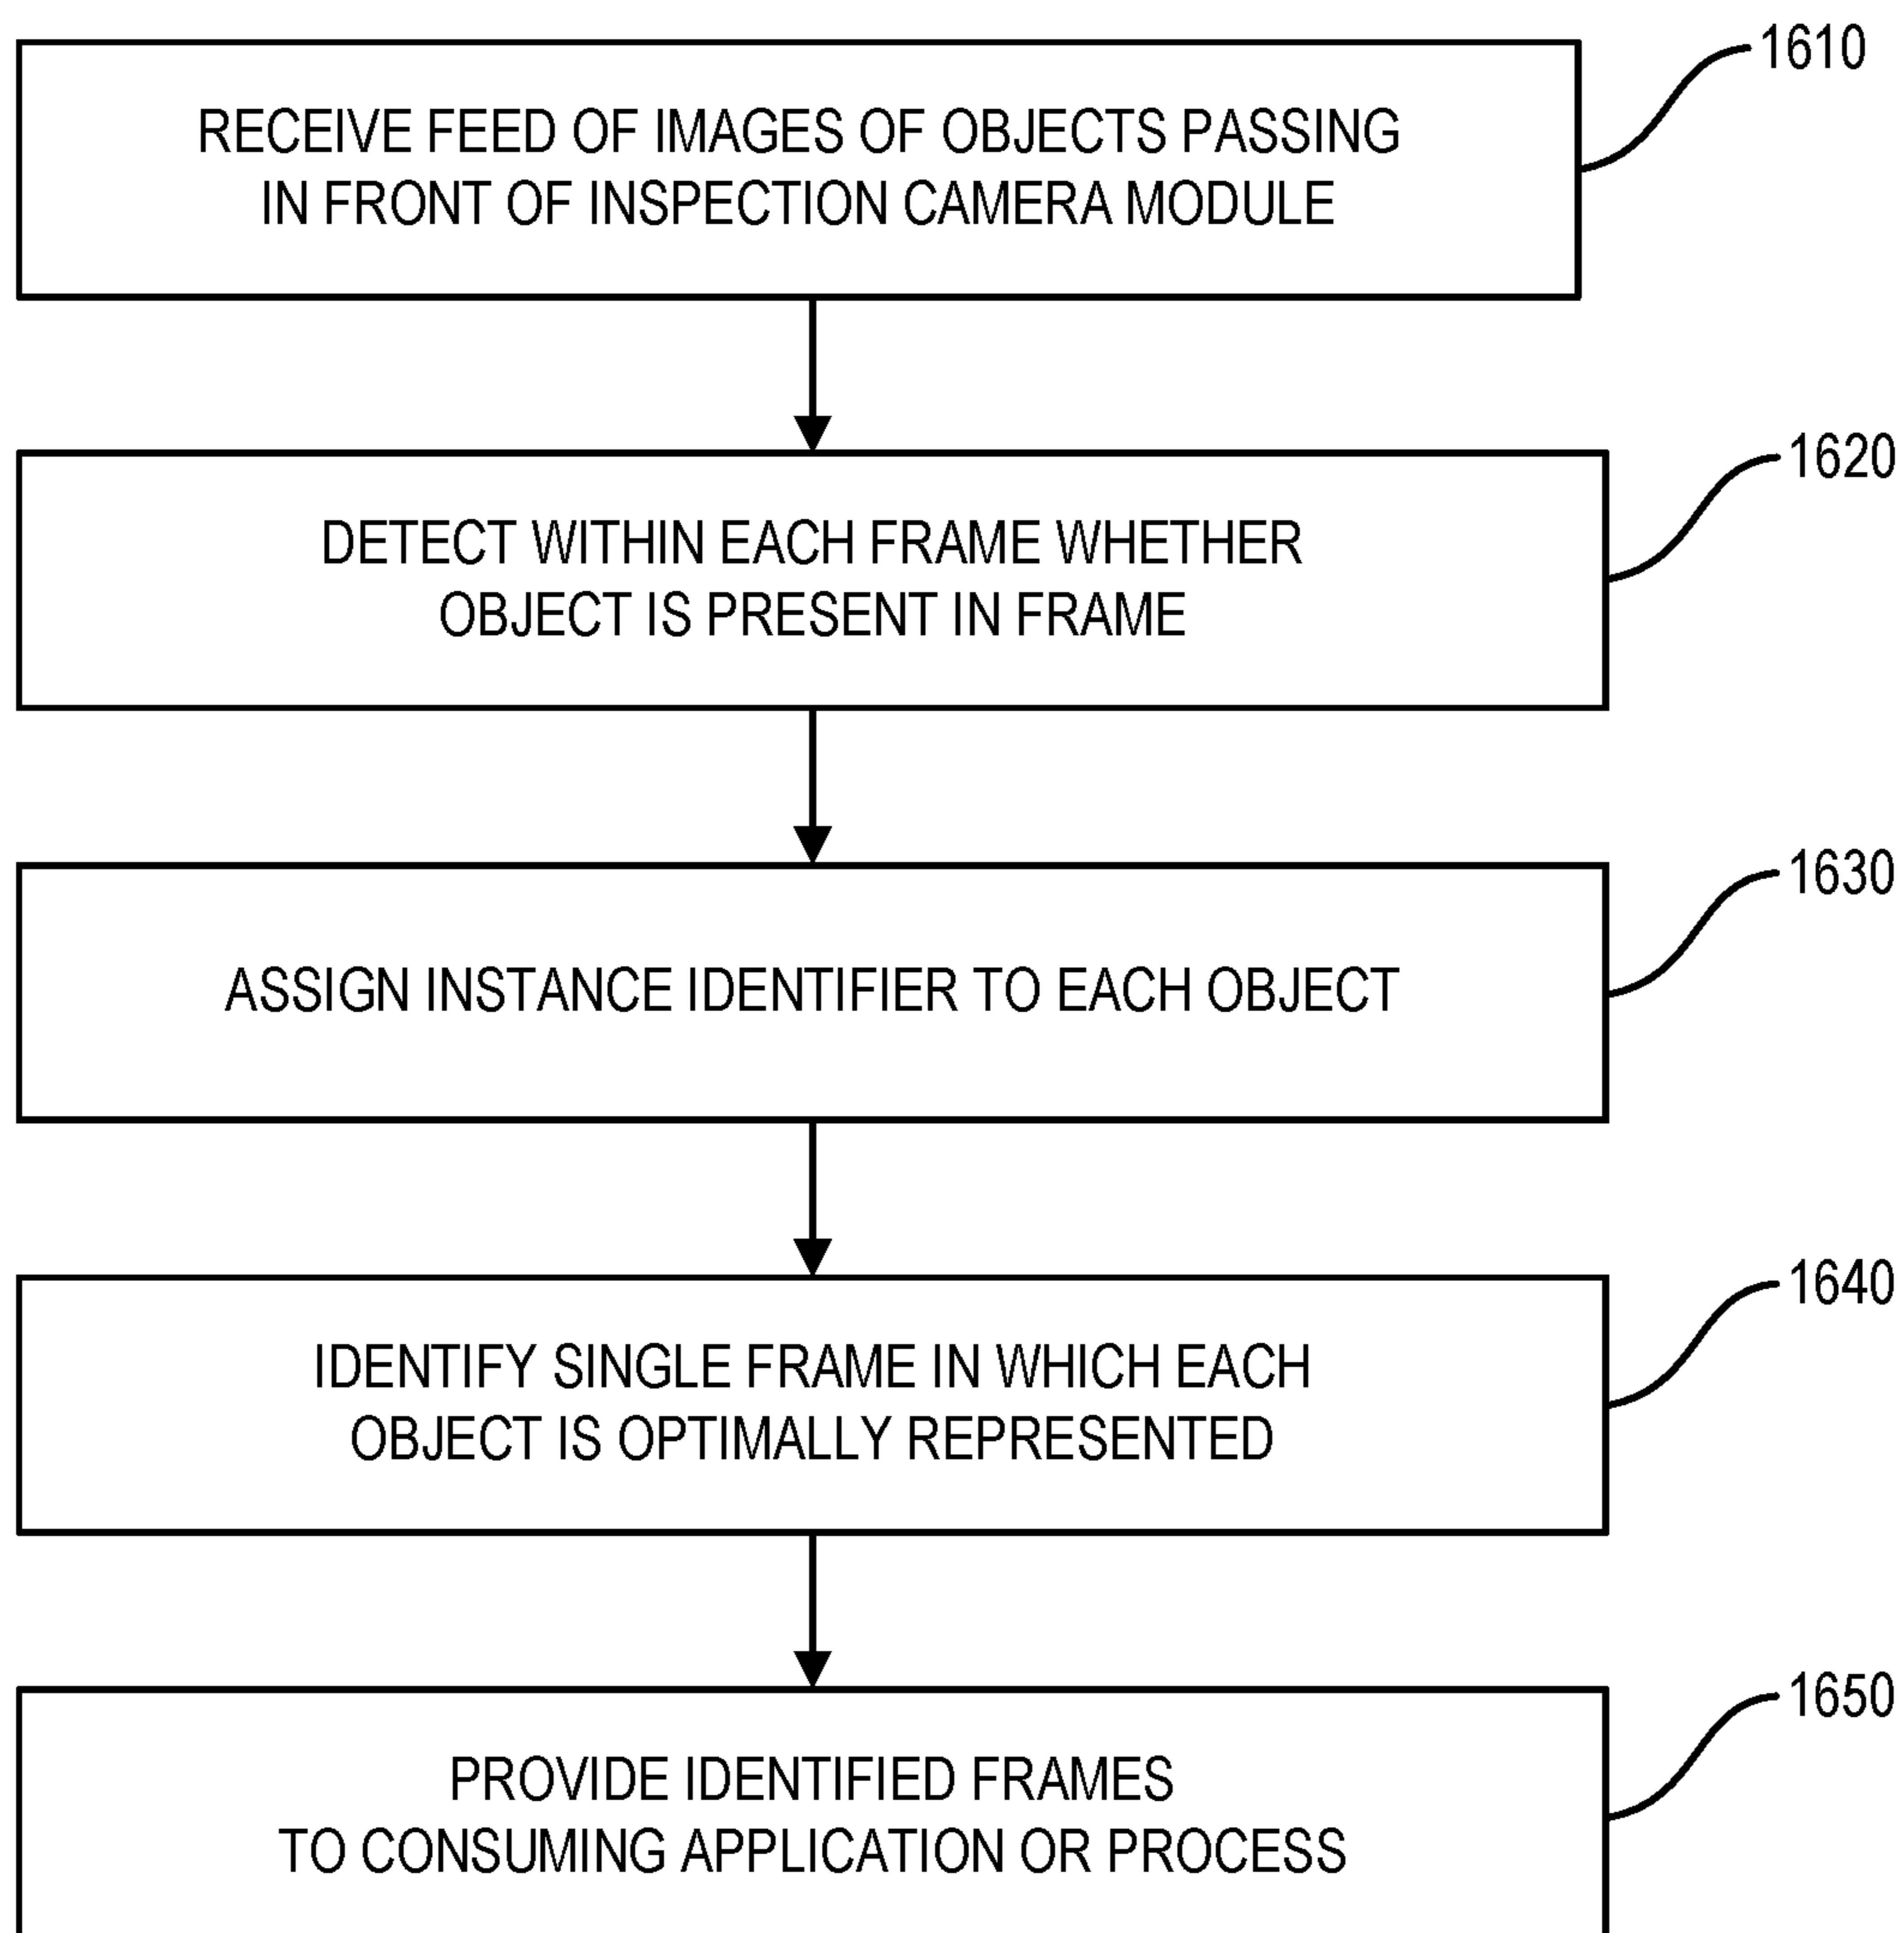 1610
RECEIVE FEED OF IMAGES OF OBJECTS PASSING
IN FRONT OF INSPECTION CAMERA MODULE
1620
DETECT WITHIN EACH FRAME WHETHER
OBJECT IS PRESENT IN FRAME
1630
ASSIGN INSTANCE IDENTIFIER TO EACH OBJECT
1640
IDENTIFY SINGLE FRAME IN WHICH EACH
OBJECT IS OPTIMALLY REPRESENTED
1650
PROVIDE IDENTIFIED FRAMES
TO CONSUMING APPLICATION OR PROCESS